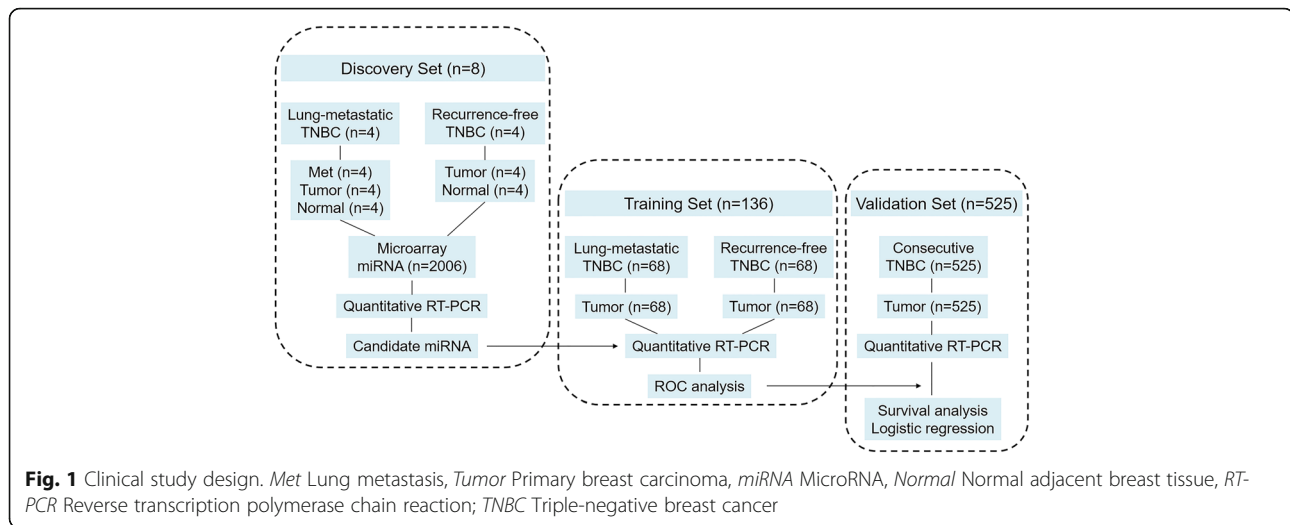 Discovery Set (n=8)
Lung-metastatic
TNBC (n=4)
Recurrence-free
TNBC (n=4)
Met (n=4)
Tumor (n=4)
Normal (n=4)
Tumor (n=4)
Normal (n=4)
Microarray
miRNA (n=2006)
Quantitative RT-PCR
Candidate miRNA
Training Set (n=136)
Lung-metastatic
TNBC (n=68)
Recurrence-free
TNBC (n=68)
Tumor (n=68)
Tumor (n=68)
Quantitative RT-PCR
ROC analysis
Validation Set (n=525)
Consecutive
TNBC (n=525)
Tumor (n=525)
Quantitative RT-PCR
Survival analysis
Logistic regression
Fig. 1 Clinical study design. Met Lung metastasis, Tumor Primary breast carcinoma, miRNA MicroRNA, Normal Normal adjacent breast tissue, RT-
PCR Reverse transcription polymerase chain reaction; TNBC Triple-negative breast cancer